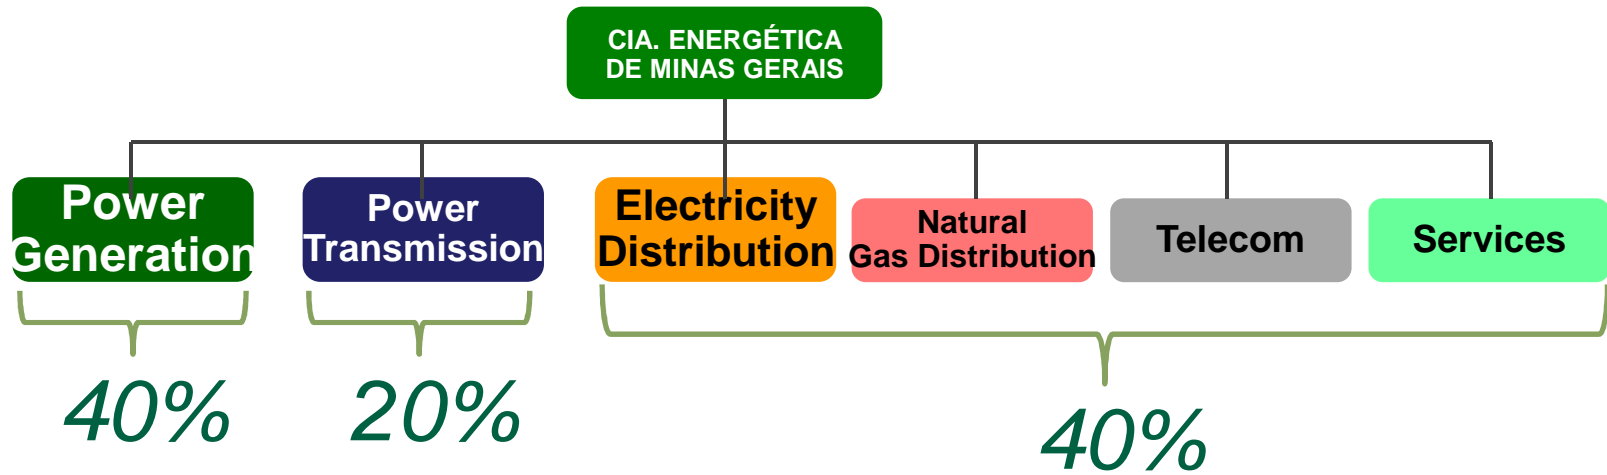 CIA. ENERGÉTICA
DE MINAS GERAIS
Power
Generation
Power
Transmission
Electricity
Distribution
Natural
Gas Distribution
Telecom
Services
40%
20%
40%